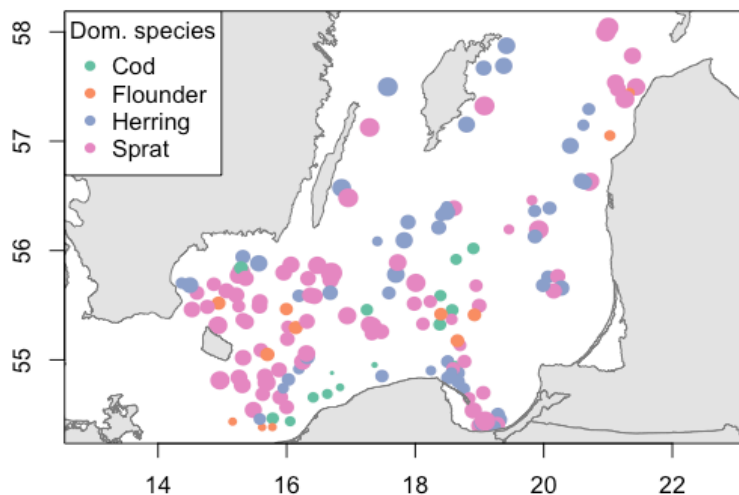 Dom. species
Cod
Flounder
Herring
Sprat
58
57
56
55
14 16 18 20 22